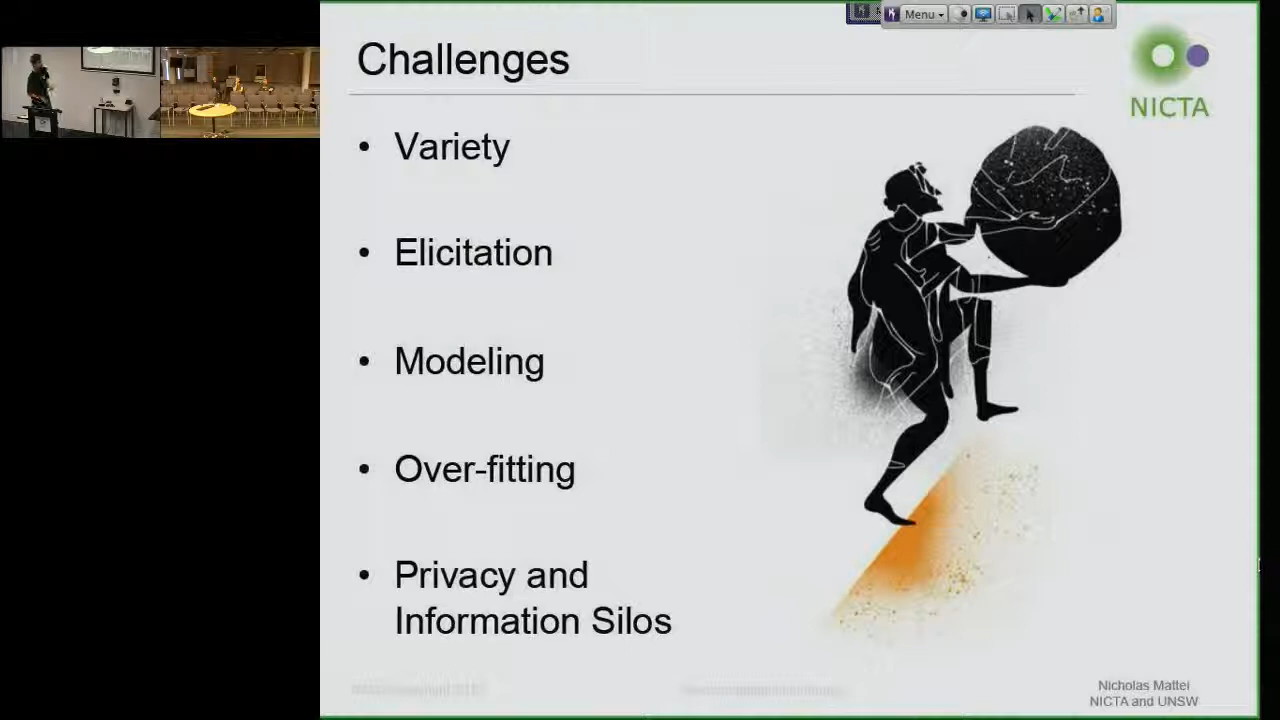 Menu
Challenges
NICTA
• Variety
• Elicitation
• Modeling
• Over-fitting
• Privacy and
Information Silos
Nicholas Mattei
NICTA and UNSW